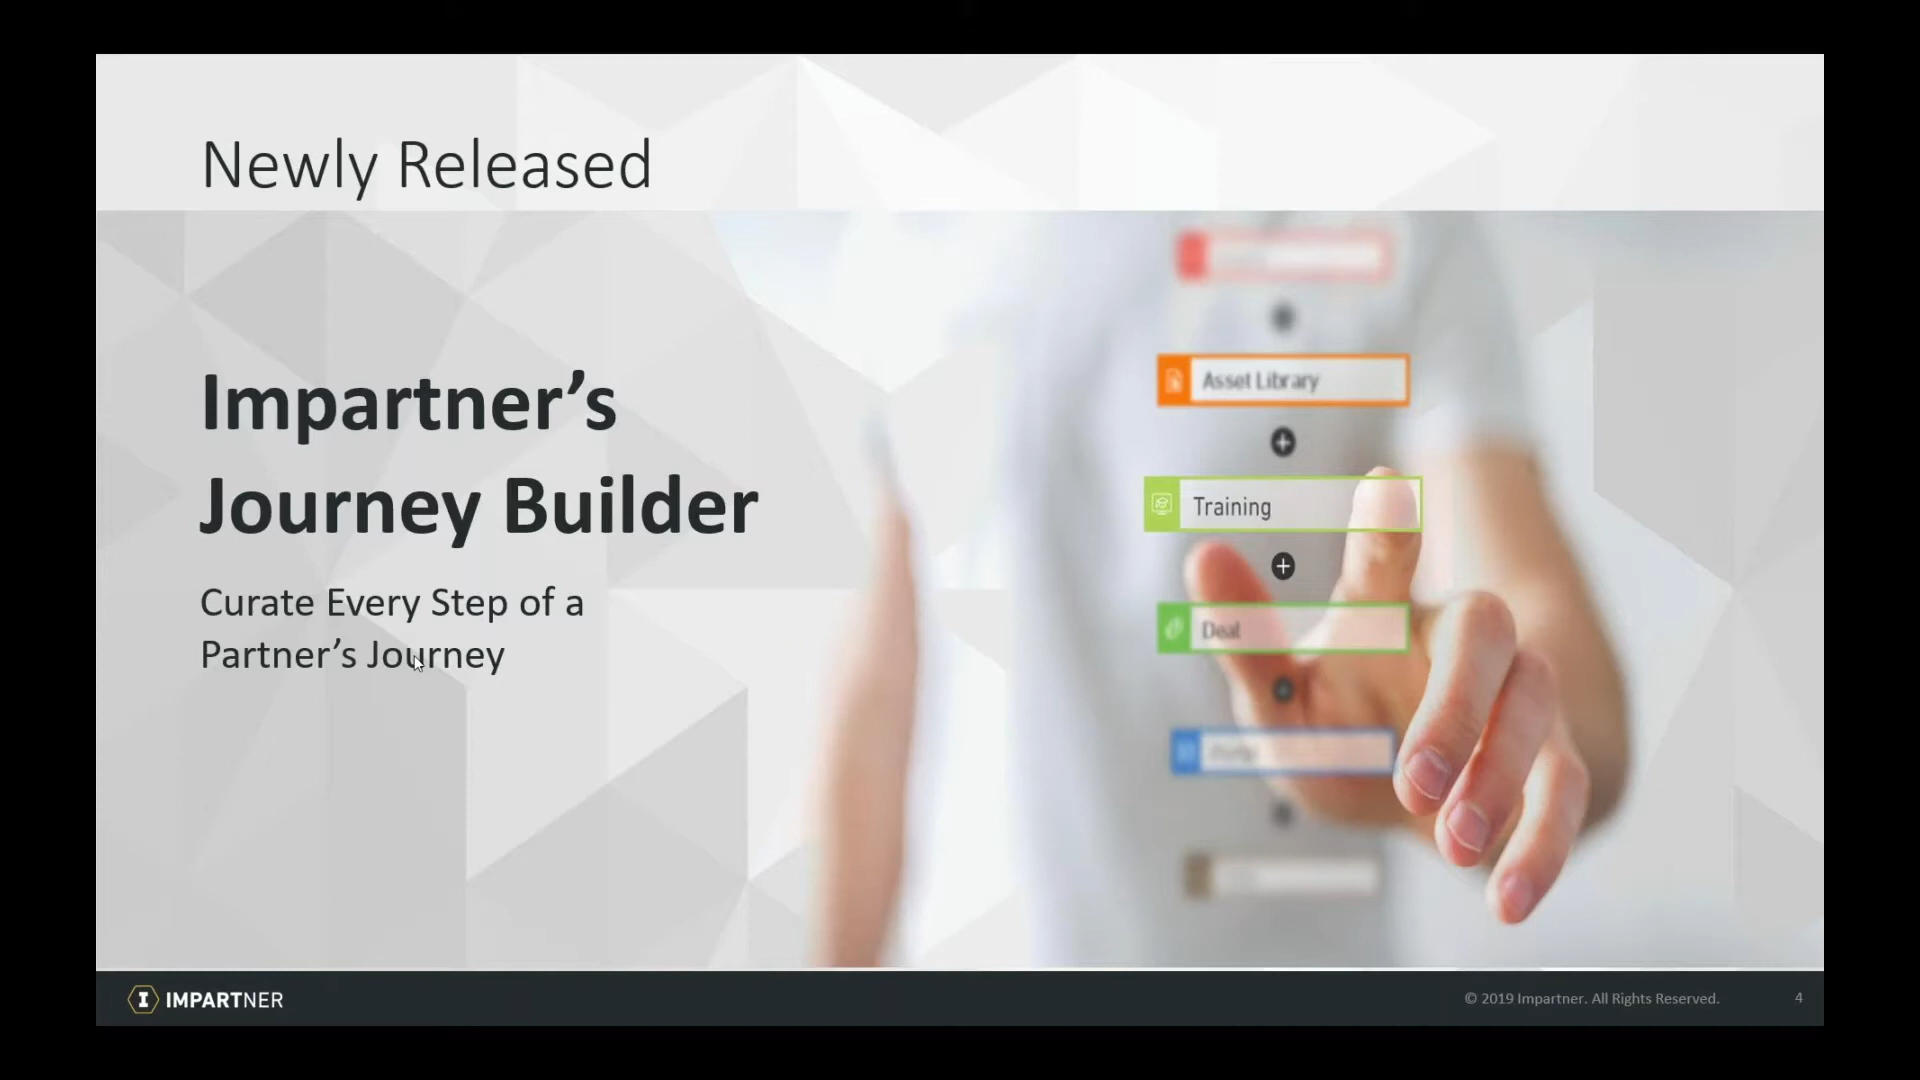 Newly Released
Impartner’s
Journey Builder
Curate Every Step of a
Partner’s Journey
Asset Library
Training
Deal
IMPARTNER
© 2019 Impartner. All Rights Reserved.
4